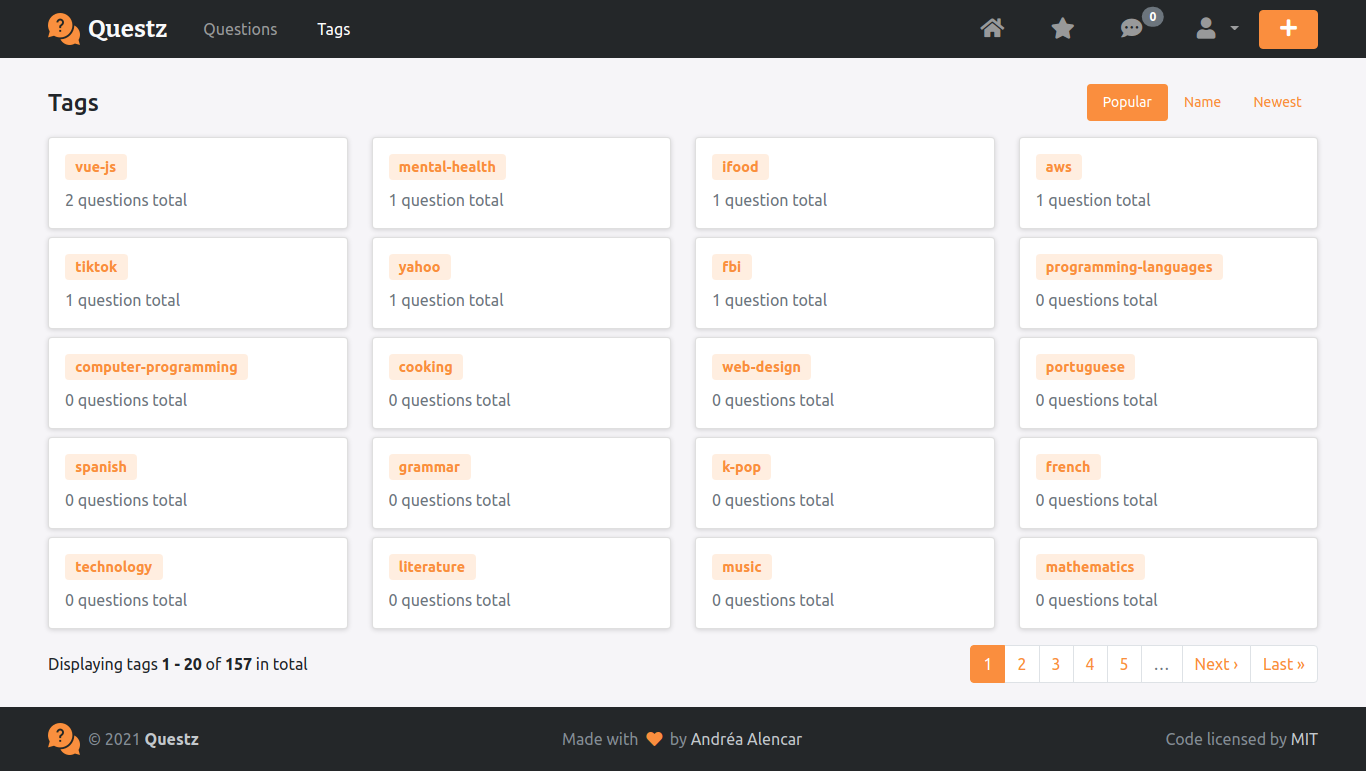 ? Questz Questions Tags 0
Tags Popular Name Newest
vue-js mental-health ifood aws
2 questions total 1 question total 1 question total 1 question total
tiktok yahoo fbi programming-languages
1 question total 1 question total 1 question total 0 questions total
computer-programming cooking web-design portuguese
0 questions total 0 questions total 0 questions total 0 questions total
spanish grammar k-pop french
0 questions total 0 questions total 0 questions total 0 questions total
technology literature music mathematics
0 questions total 0 questions total 0 questions total 0 questions total
Displaying tags 1 - 20 of 157 in total 1 2 3 4 5 … Next › Last »
? © 2021 Questz Made with by Andréa Alencar Code licensed by MIT